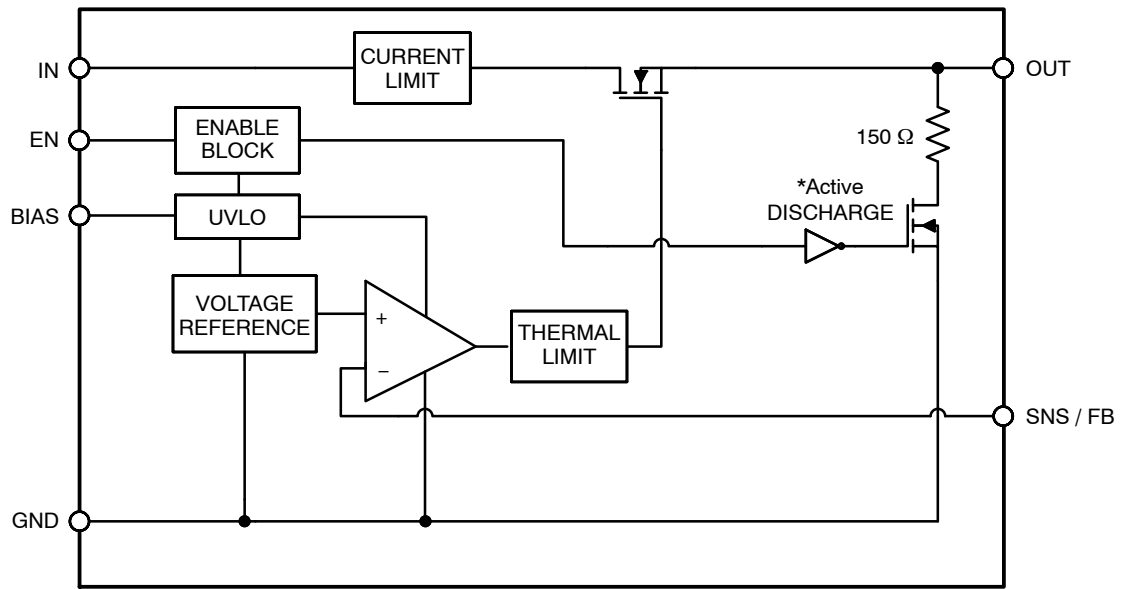 IN
CURRENT
LIMIT
OUT
EN
ENABLE
BLOCK
150 Ω
BIAS
UVLO
*Active
DISCHARGE
VOLTAGE
REFERENCE
+
−
THERMAL
LIMIT
SNS / FB
GND